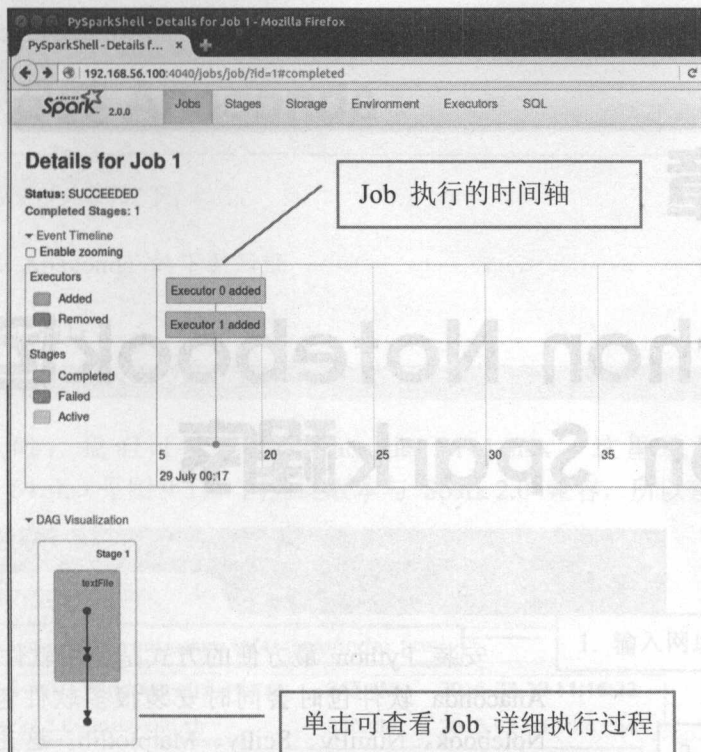 PySparkShell - Details for Job 1 - Mozilla Firefox
PySparkShell - Details f... × +
192.168.56.100:4040/jobs/job/?id=1#completed
APACHE Spark 2.0.0 Jobs Stages Storage Environment Executors SQL
Details for Job 1
Status: SUCCEEDED
Completed Stages: 1
Event Timeline
Enable zooming
Job 执行的时间轴
Executors
Added
Removed
Executor 0 added
Executor 1 added
Stages
Completed
Failed
Active
5 20 25 30 35
29 July 00:17
DAG Visualization
Stage 1
textFile
单击可查看 Job 详细执行过程